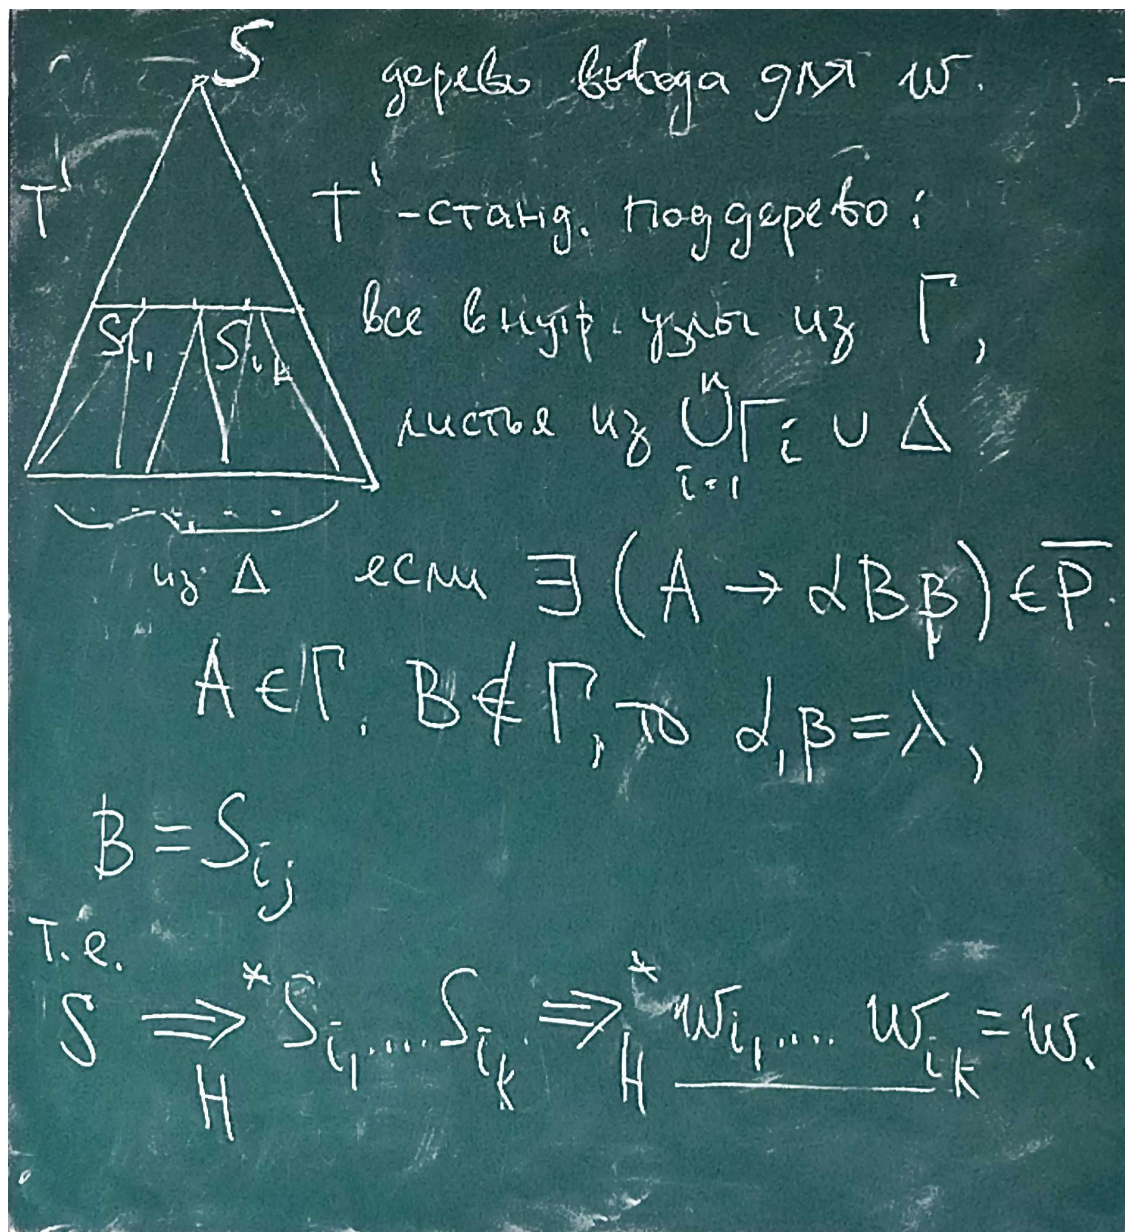 S
дерево вывода для w.
T'
T' -станд. поддерево:
все внутр. узлы из Γ,
S_{i_1} S_{i_k}
листья из ⋃_{i=1}^{n} Γ_i ∪ Δ
из Δ если ∃ (A → αBβ) ∈ \overline{P}.
A ∈ Γ, B ∉ Γ, то α, β = λ,
B = S_{i_j}
т.е.
S ⇒*_H S_{i_1} .... S_{i_k} ⇒*_H w_{i_1} .... w_{i_k} = w.